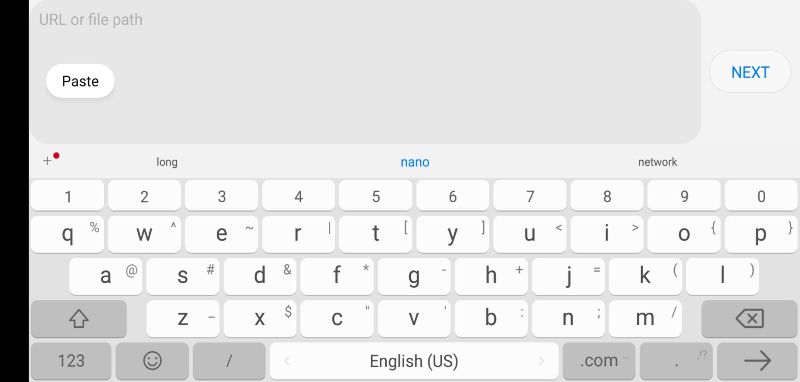 URL or file path
Paste
NEXT
+ long nano network
1 2 3 4 5 6 7 8 9 0
q % w ^ e ~ r | t [ y ] u < i > o { p }
a @ s # d & f * g - h + j = k ( l )
z _ x $ c " v ' b : n ; m /
123 / < English (US) > .com ... . .!?